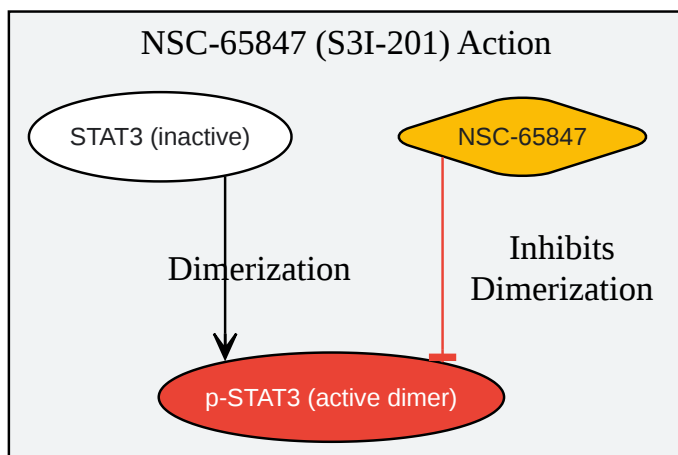 NSC-65847 (S3I-201) Action
STAT3 (inactive)
NSC-65847
Dimerization
Inhibits
Dimerization
p-STAT3 (active dimer)